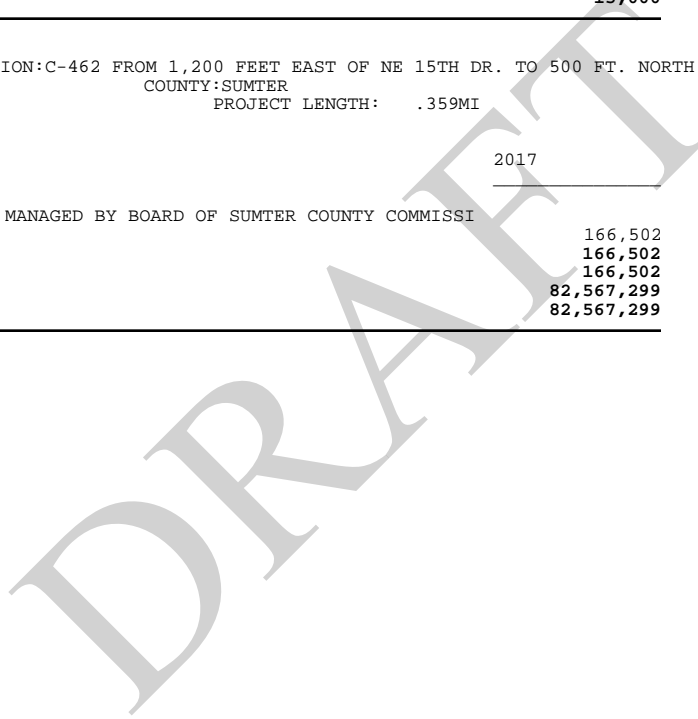 15,000
ION:C-462 FROM 1,200 FEET EAST OF NE 15TH DR. TO 500 FT. NORTH
COUNTY:SUMTER
PROJECT LENGTH: .359MI
2017
MANAGED BY BOARD OF SUMTER COUNTY COMMISSI
166,502
166,502
166,502
82,567,299
82,567,299
DRAFT